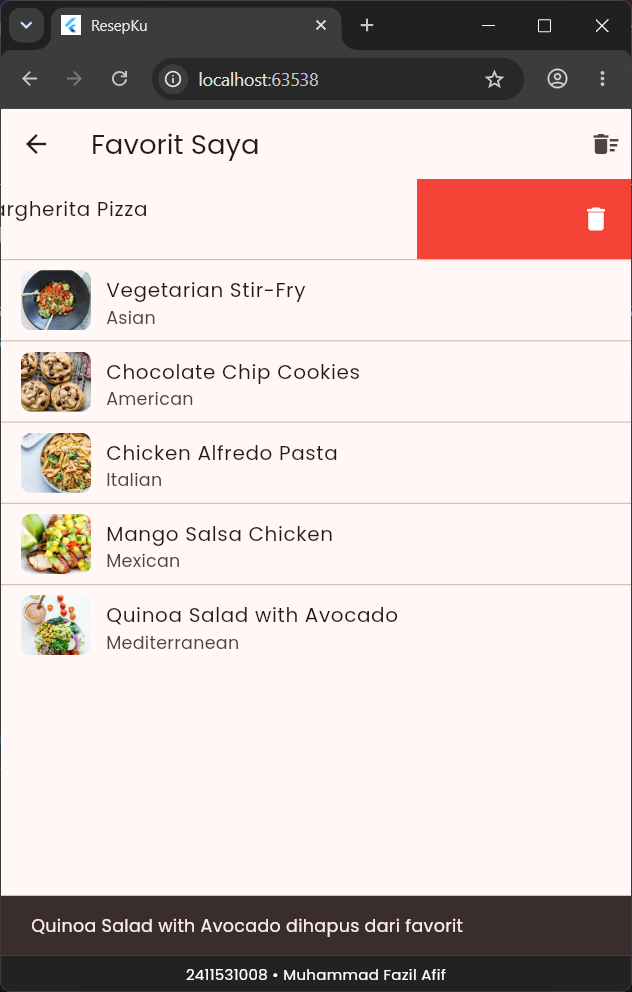 ResepKu
localhost:63538
Favorit Saya
argherita Pizza
Vegetarian Stir-Fry
Asian
Chocolate Chip Cookies
American
Chicken Alfredo Pasta
Italian
Mango Salsa Chicken
Mexican
Quinoa Salad with Avocado
Mediterranean
Quinoa Salad with Avocado dihapus dari favorit
2411531008 • Muhammad Fazil Afif